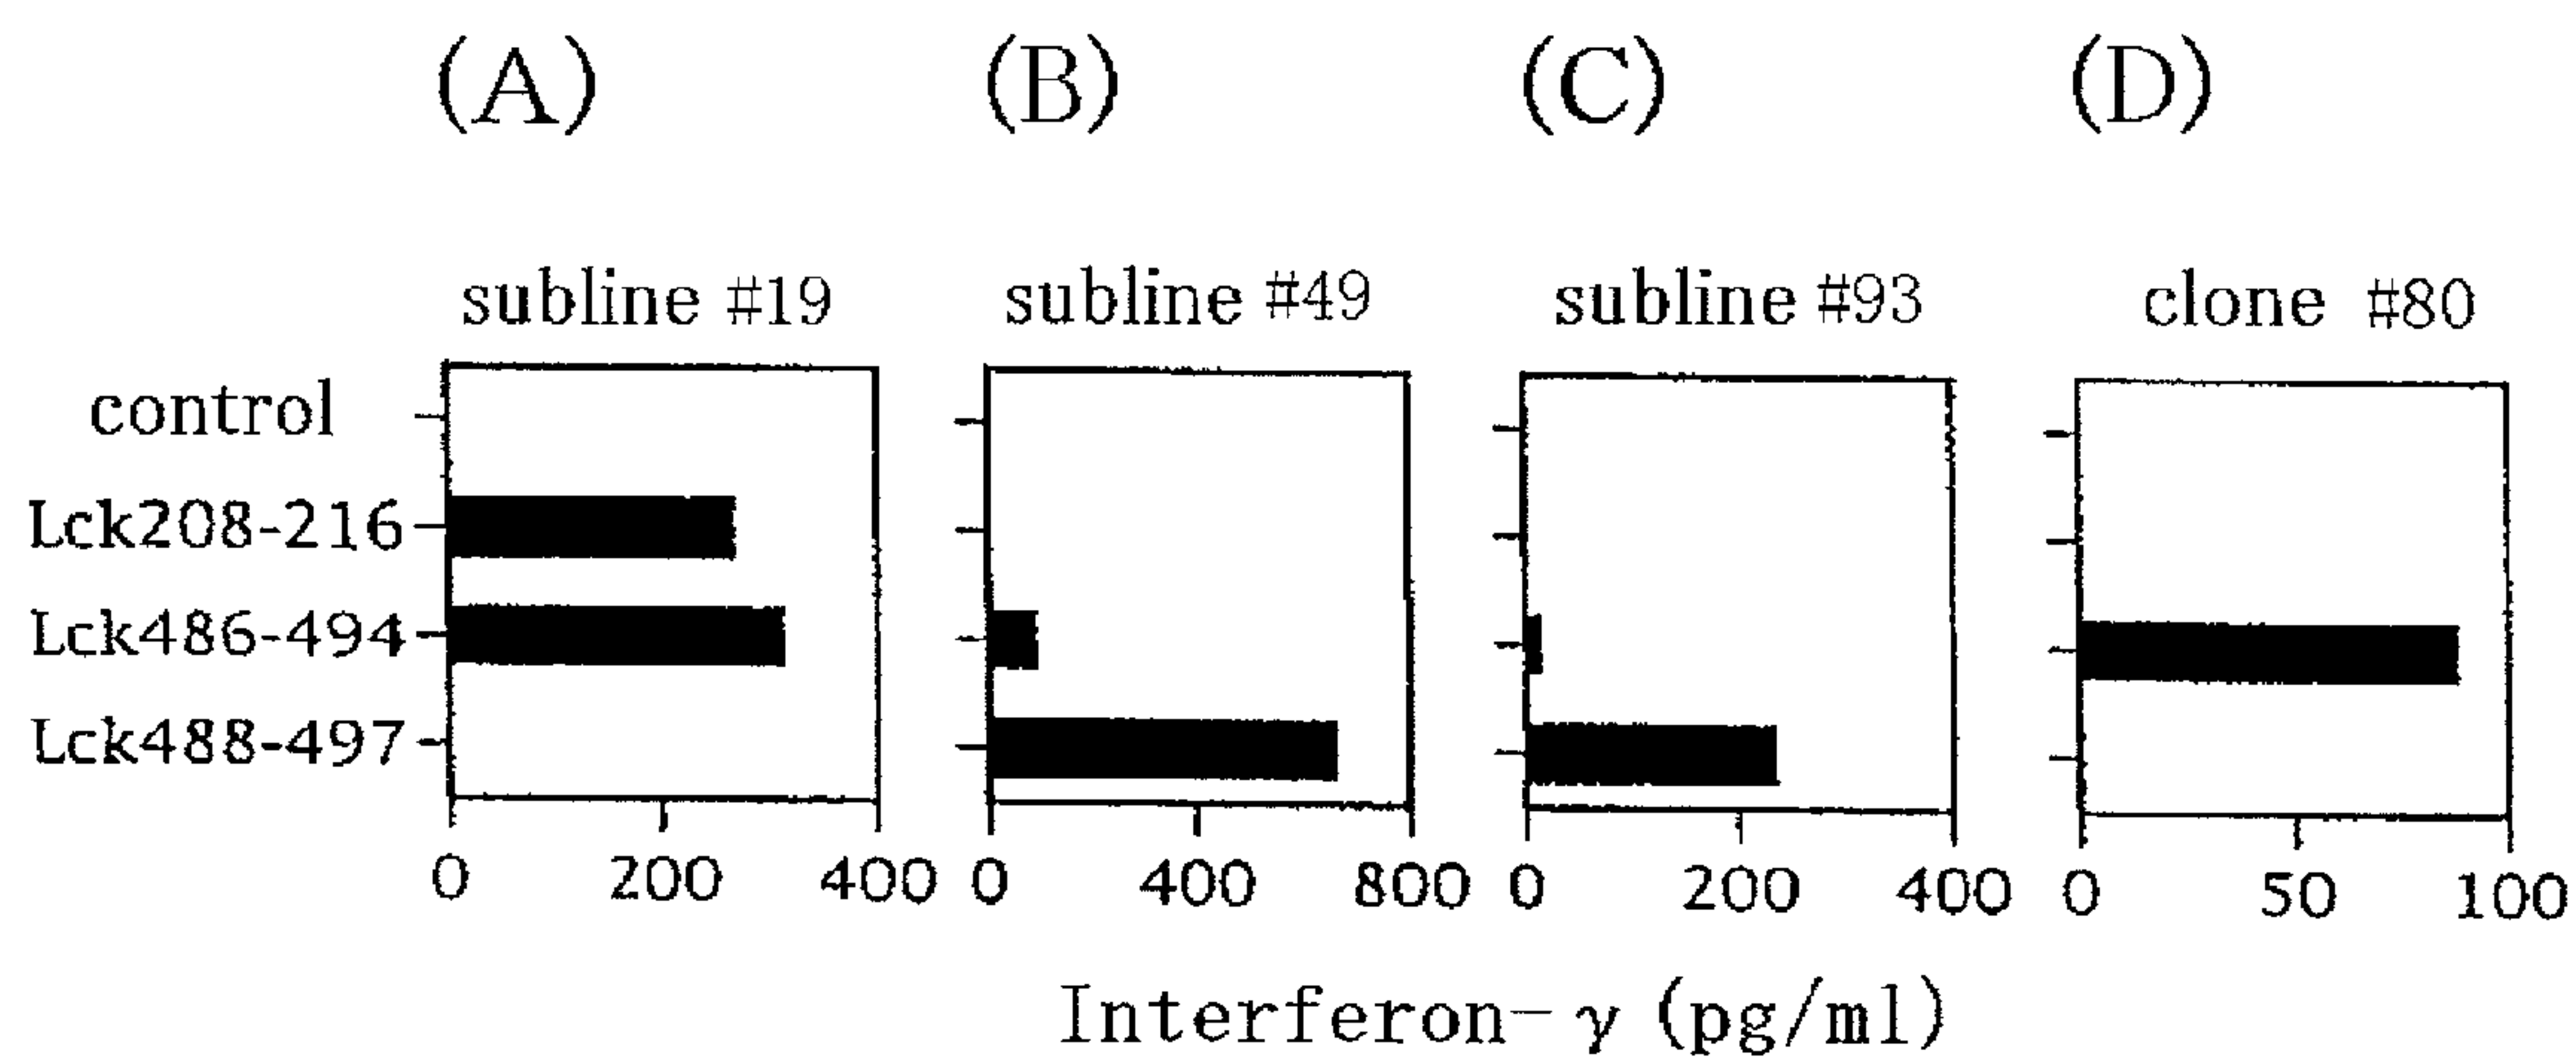 (A) (B) (C) (D)
subline #19 subline #49 subline #93 clone #80
control
Lck208-216
Lck486-494
Lck488-497
0 200 400 0 400 800 0 200 400 0 50 100
Interferon-γ (pg/ml)